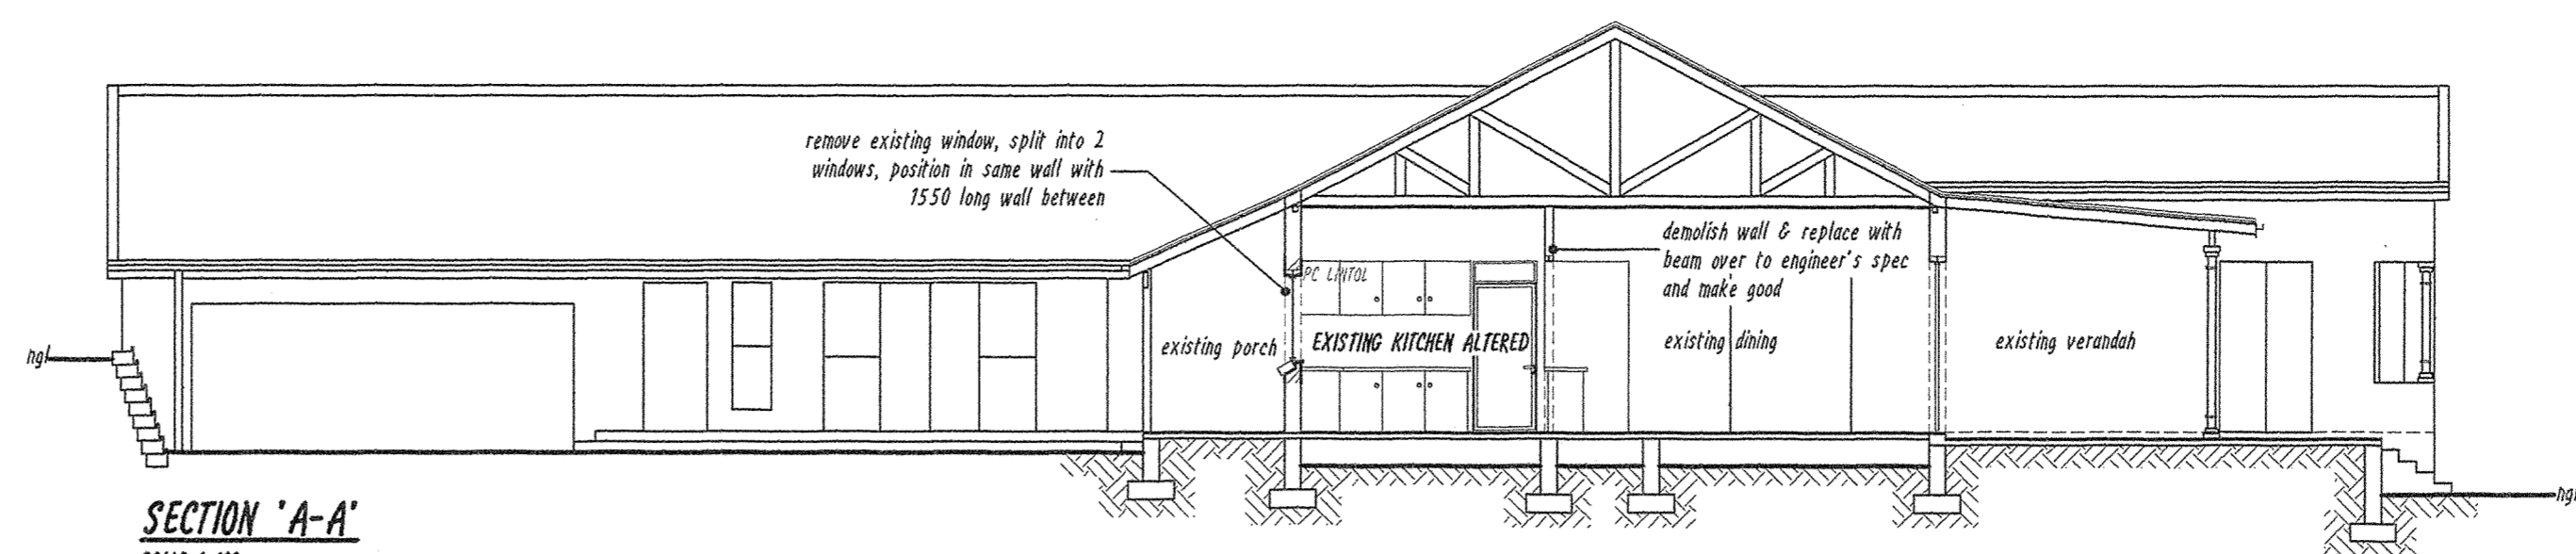 remove existing window, split into 2
windows, position in same wall with
1550 long wall between
demolish wall & replace with
beam over to engineer's spec
and make good
PC LINTOL
existing porch
EXISTING KITCHEN ALTERED
existing dining
existing verandah
ngl
ngl
SECTION 'A-A'